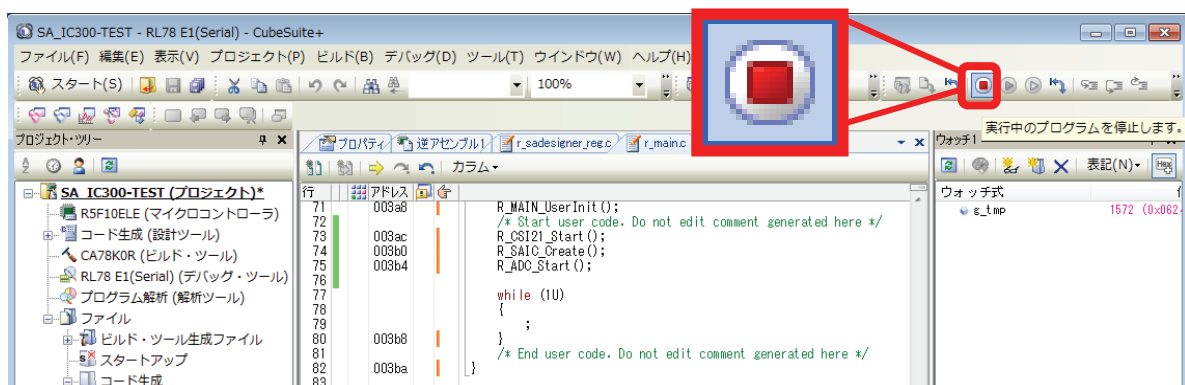 SA_IC300-TEST - RL78 E1(Serial) - CubeSuite+
ファイル(F) 編集(E) 表示(V) プロジェクト(P) ビルド(B) デバッグ(D) ツール(T) ウインドウ(W) ヘルプ(H)
スタート(S) 100%
実行中のプログラムを停止します。
プロジェクト・ツリー
SA_IC300-TEST (プロジェクト)*
R5F10ELE (マイクロコントローラ)
コード生成 (設計ツール)
CA78K0R (ビルド・ツール)
RL78 E1(Serial) (デバッグ・ツール)
プログラム解析 (解析ツール)
ファイル
ビルド・ツール生成ファイル
スタートアップ
コード生成
プロパティ 逆アセンブル1 r_sadesigner_reg.c r_main.c
カラム
行 アドレス
71 003a8 R_MAIN_UserInit();
72 /* Start user code. Do not edit comment generated here */
73 003ac R_CSI21_Start();
74 003b0 R_SAIC_Create();
75 003b4 R_ADC_Start();
76
77 while (1U)
78 {
79 ;
80 003b8 }
81 /* End user code. Do not edit comment generated here */
82 003ba }
83
ウォッチ1
表記(N) Hex
ウォッチ式
g_tmp 1572 (0x062